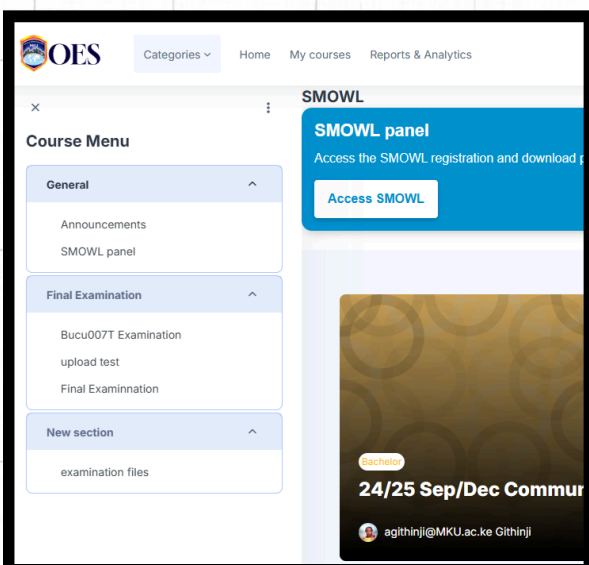 OES
Categories
Home
My courses
Reports & Analytics
Course Menu
General
Announcements
SMOWL panel
Final Examination
Bucu007T Examination
upload test
Final Examinnation
New section
examination files
SMOWL
SMOWL panel
Access the SMOWL registration and download
Access SMOWL
Bachelor
24/25 Sep/Dec Commun
agithinji@MKU.ac.ke Githinji